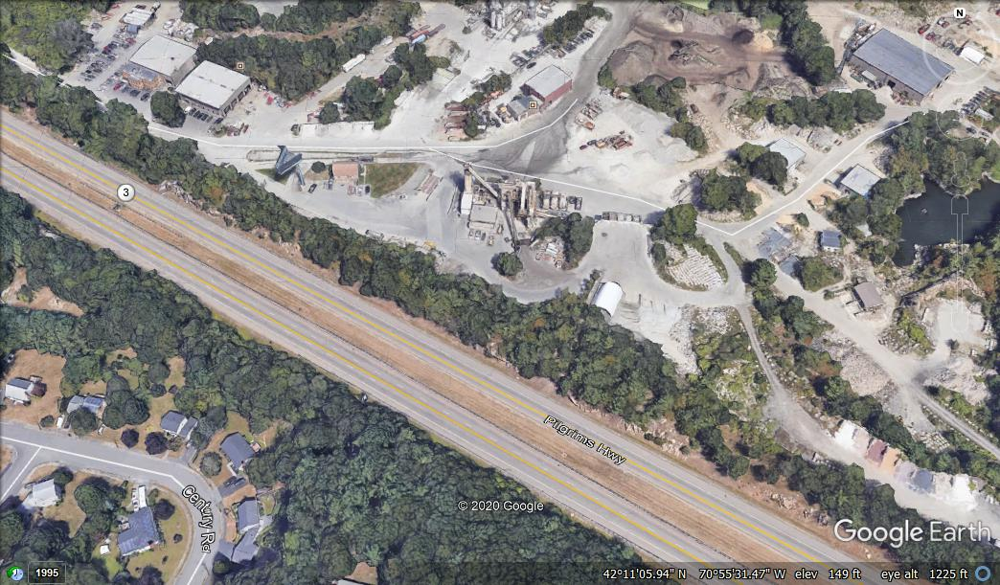 N
3
Pilgrims Hwy
Century Rd
© 2020 Google
Google Earth
1995
42°11'05.94" N 70°55'31.47" W elev 149 ft eye alt 1225 ft